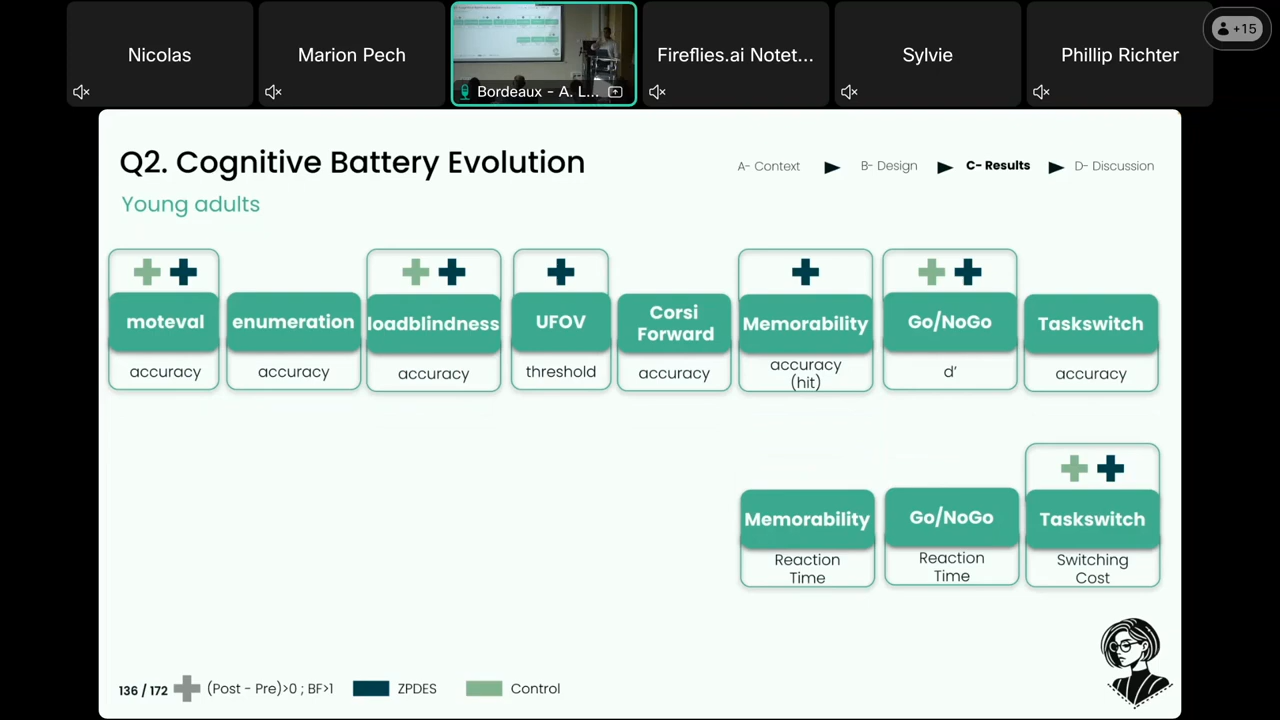 Nicolas
Marion Pech
Bordeaux - A. L...
Fireflies.ai Notet...
Sylvie
Phillip Richter
+15
Q2. Cognitive Battery Evolution
A- Context
B- Design
C- Results
D- Discussion
Young adults
moteval
accuracy
enumeration
accuracy
loadblindness
accuracy
UFOV
threshold
Corsi
Forward
accuracy
Memorability
accuracy
(hit)
Go/NoGo
d’
Taskswitch
accuracy
Memorability
Reaction
Time
Go/NoGo
Reaction
Time
Taskswitch
Switching
Cost
136 / 172
(Post - Pre)>0 ; BF>1
ZPDES
Control